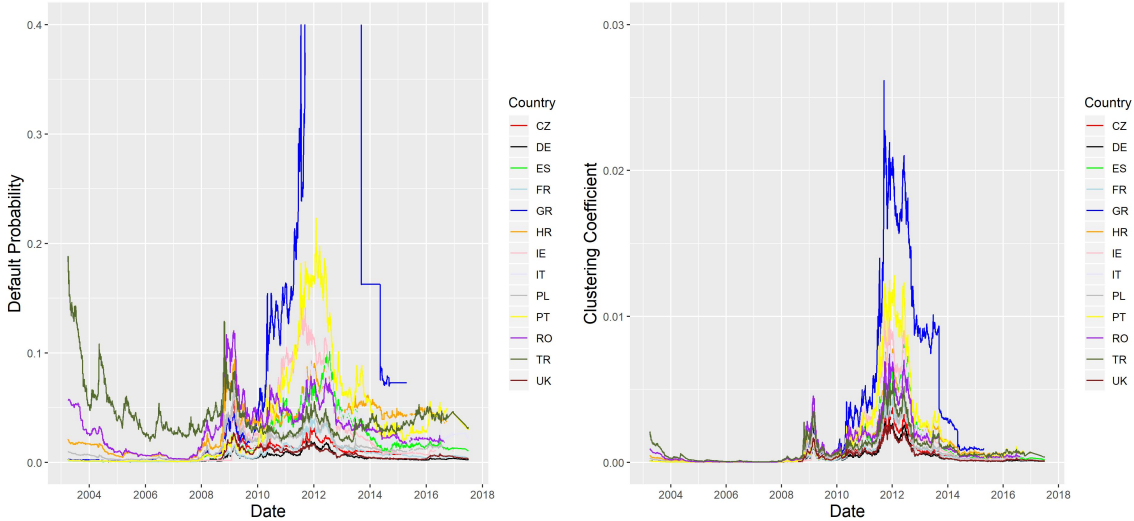 Default Probability
0.4
0.3
0.2
0.1
0.0
2004 2006 2008 2010 2012 2014 2016 2018
Date
Country
CZ
DE
ES
FR
GR
HR
IE
IT
PL
PT
RO
TR
UK
Clustering Coefficient
0.03
0.02
0.01
0.00
2004 2006 2008 2010 2012 2014 2016 2018
Date
Country
CZ
DE
ES
FR
GR
HR
IE
IT
PL
PT
RO
TR
UK